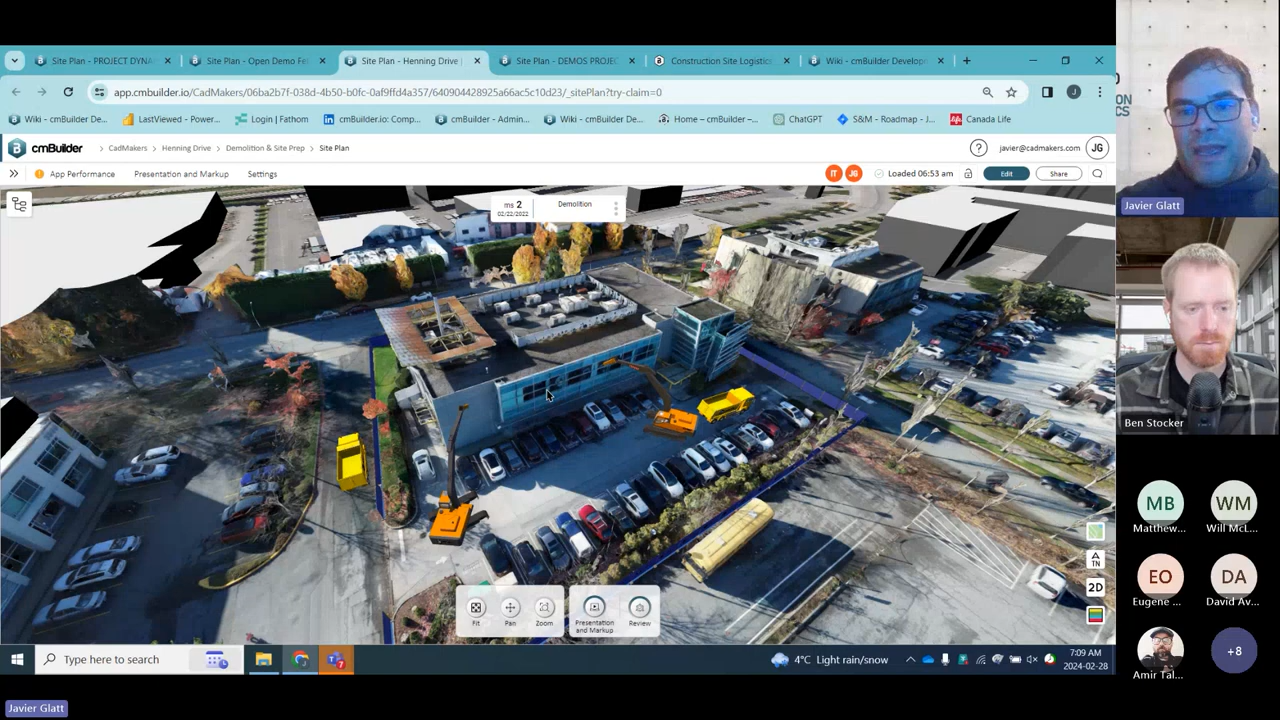 Site Plan - PROJECT DYNA
Site Plan - Open Demo Fe
Site Plan - Henning Drive |
Site Plan - DEMOS PROJEC
Construction Site Logistics
Wiki - cmBuilder Developm
app.cmbuilder.io/CadMakers/06ba2b7f-038d-4b50-b0fc-0af9ffd4a357/640904428925a66ac5c10d23/_sitePlan?try-claim=0
J
Wiki - cmBuilder De...
LastViewed - Power...
Login | Fathom
cmBuilder.io: Comp...
cmBuilder - Admin...
Wiki - cmBuilder De...
Home – cmBuilder –...
ChatGPT
S&M - Roadmap - J...
Canada Life
cmBuilder
CadMakers
Henning Drive
Demolition & Site Prep
Site Plan
javier@cadmakers.com
JG
App Performance
Presentation and Markup
Settings
IT
JG
Loaded 06:53 am
Edit
Share
ms 2
02/22/2022
Demolition
A
TN
2D
Fit
Pan
Zoom
Presentation
and Markup
Review
Type here to search
4°C Light rain/snow
7:09 AM
2024-02-28
Javier Glatt
Javier Glatt
Ben Stocker
MB
Matthew...
WM
Will McL...
EO
Eugene ...
DA
David Av...
Amir Tal...
+8